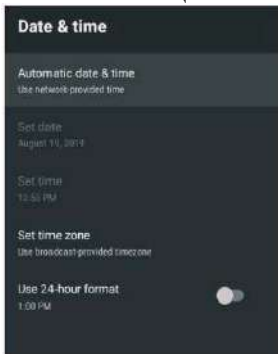 Date & time
Automatic date & time
Use network-provided time
Set date
August 19, 2019
Set time
12:55 PM
Set time zone
Use broadcast-provided timezone
Use 24-hour format
1:00 PM